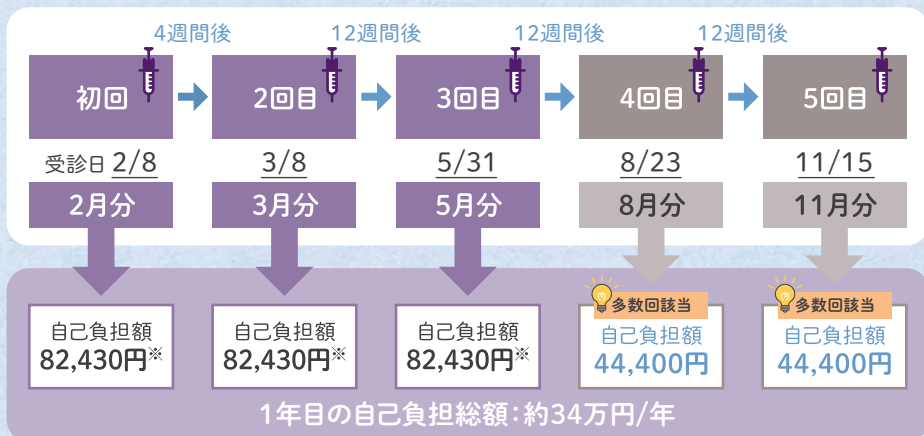 4週間後 12週間後 12週間後 12週間後
初回 2回目 3回目 4回目 5回目
受診日 2/8 3/8 5/31 8/23 11/15
2月分 3月分 5月分 8月分 11月分
多数回該当 多数回該当
自己負担額 自己負担額 自己負担額 自己負担額 自己負担額
82,430円※ 82,430円※ 82,430円※ 44,400円 44,400円
1年目の自己負担総額:約34万円/年